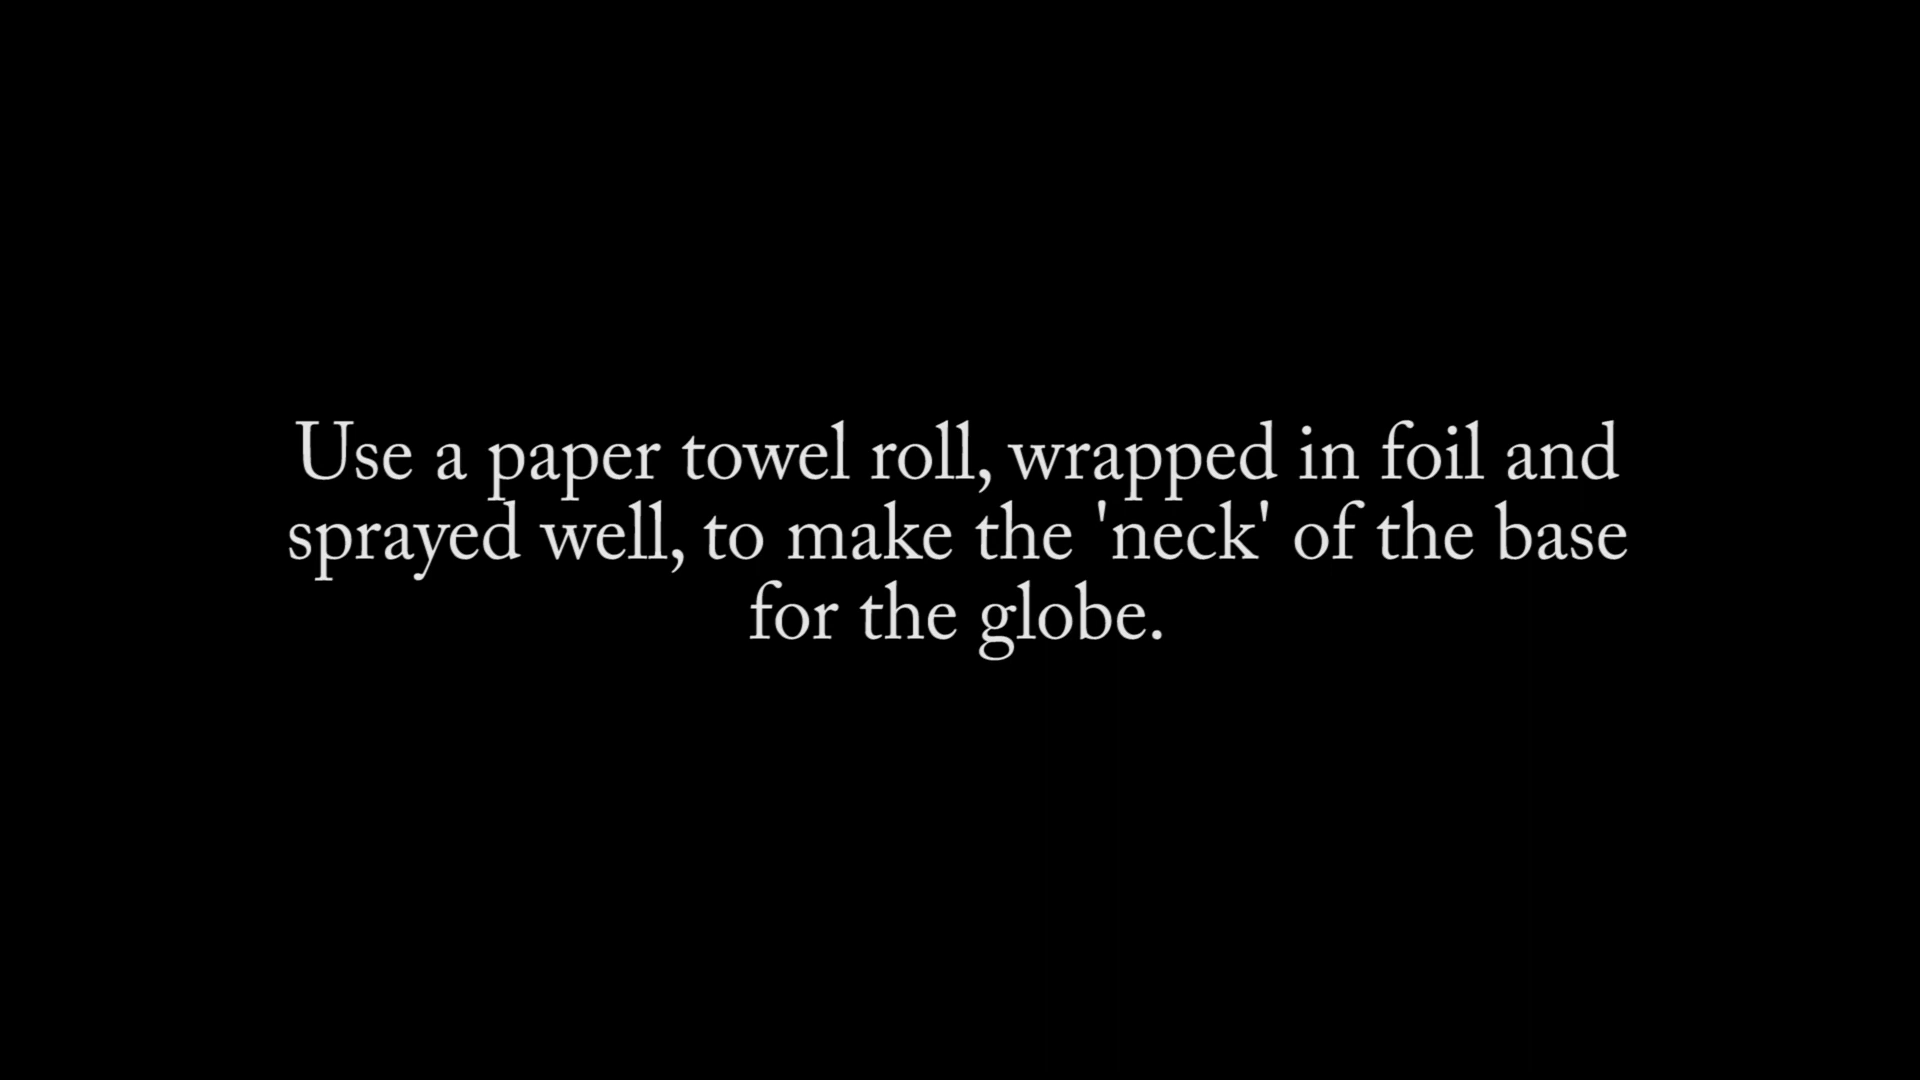 Use a paper towel roll, wrapped in foil and
sprayed well, to make the 'neck' of the base
for the globe.